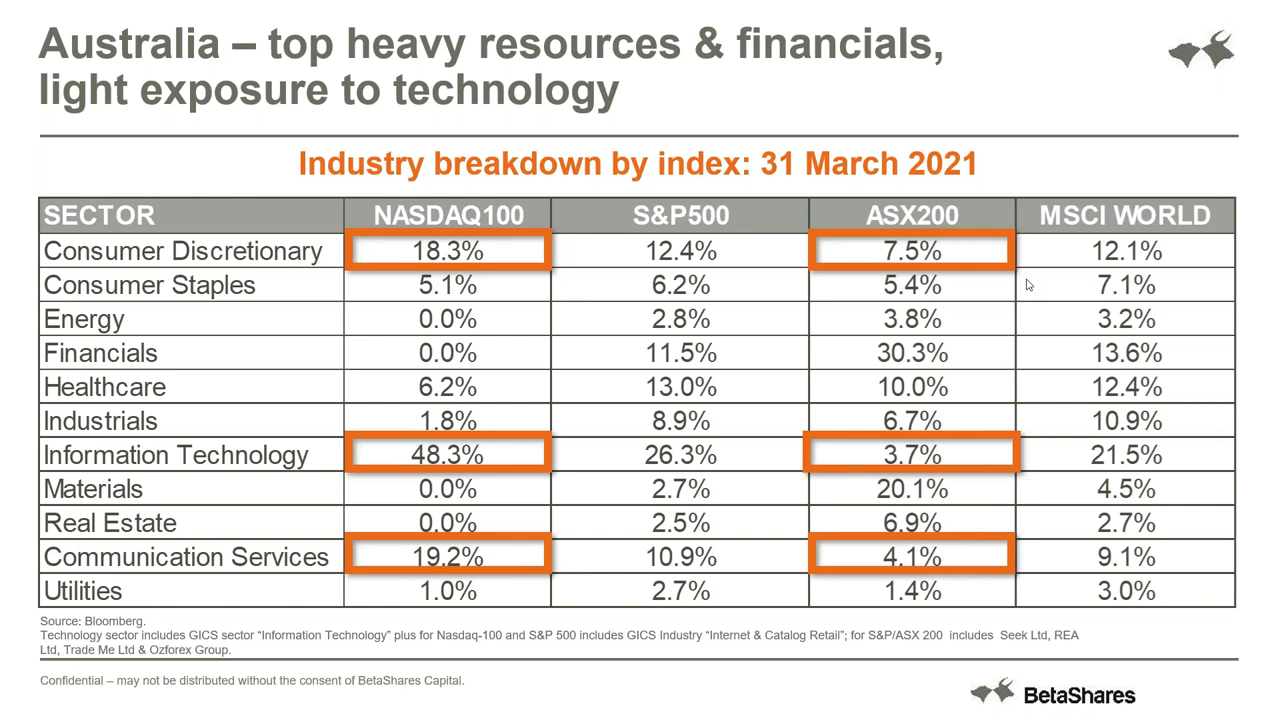 Australia – top heavy resources & financials,
light exposure to technology
Industry breakdown by index: 31 March 2021
SECTOR NASDAQ100 S&P500 ASX200 MSCI WORLD
Consumer Discretionary 18.3% 12.4% 7.5% 12.1%
Consumer Staples 5.1% 6.2% 5.4% 7.1%
Energy 0.0% 2.8% 3.8% 3.2%
Financials 0.0% 11.5% 30.3% 13.6%
Healthcare 6.2% 13.0% 10.0% 12.4%
Industrials 1.8% 8.9% 6.7% 10.9%
Information Technology 48.3% 26.3% 3.7% 21.5%
Materials 0.0% 2.7% 20.1% 4.5%
Real Estate 0.0% 2.5% 6.9% 2.7%
Communication Services 19.2% 10.9% 4.1% 9.1%
Utilities 1.0% 2.7% 1.4% 3.0%
Source: Bloomberg.
Technology sector includes GICS sector “Information Technology” plus for Nasdaq-100 and S&P 500 includes GICS Industry “Internet & Catalog Retail”; for S&P/ASX 200 includes Seek Ltd, REA
Ltd, Trade Me Ltd & Ozforex Group.
Confidential – may not be distributed without the consent of BetaShares Capital.
BetaShares